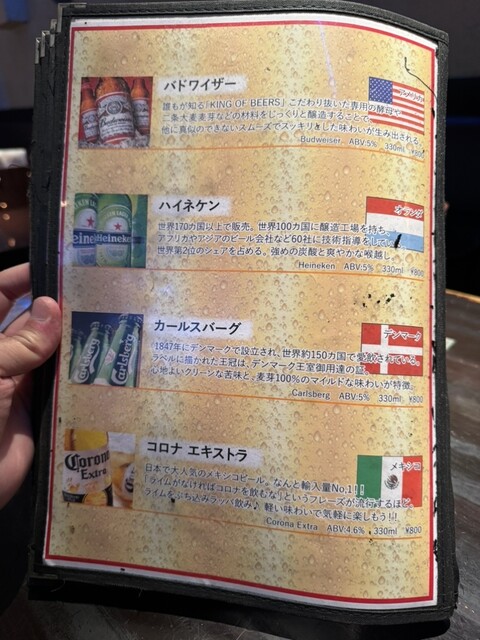 バドワイザー
アメリカ
誰もが知る「KING OF BEERS」こだわり抜いた専用の酵母や
二条大麦麦芽などの材料をじっくりと醸造することで、
他に真似のできないスムーズでスッキリとした味わいが生み出される。
Budweiser ABV:5% 330ml ¥800
ハイネケン
オランダ
Heineken
世界170カ国以上で販売。世界100カ国に醸造工場を持ち
アフリカやアジアのビール会社など60社に技術指導をして
世界第2位のシェアを占める。強めの炭酸と爽やかな喉越し
Heineken ABV:5% 330ml ¥800
カールスバーグ
デンマーク
Carlsberg
Carlsberg
1847年にデンマークで設立され、世界約150カ国で愛飲されている。
ラベルに描かれた王冠は、デンマーク王室御用達の証。
心地よいクリーンな苦味と、麦芽100%のマイルドな味わいが特徴。
Carlsberg ABV:5% 330ml ¥800
コロナ エキストラ
メキシコ
Corona
Extra
日本で大人気のメキシコビール。なんと輸入量No,1!!
「ライムがなければコロナを飲むな」というフレーズが流行するほど。
ライムをぶち込みラッパ飲み♪ 軽い味わいで気軽に楽しもう!!
Corona Extra ABV:4.6% 330ml ¥800